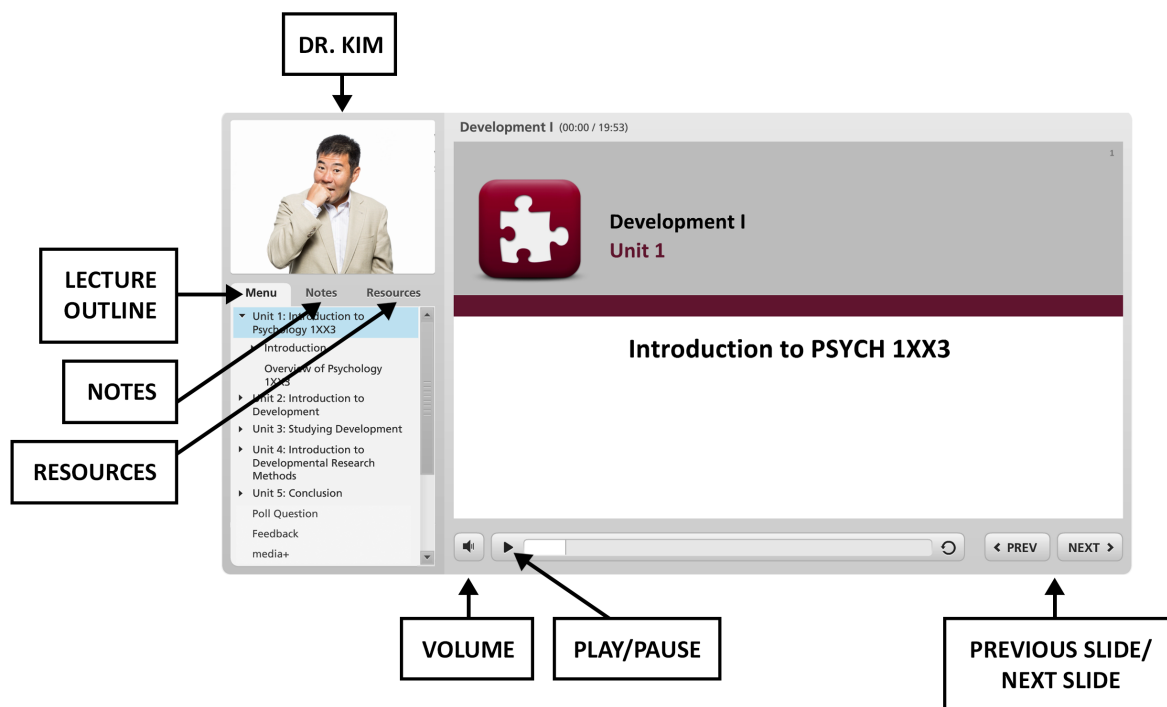 DR. KIM
Development I (00:00 / 19:53)
1
Development I
Unit 1
LECTURE
OUTLINE
Menu Notes Resources
Unit 1: Introduction to
Psychology 1XX3
Introduction
Overview of Psychology
1XX3
Unit 2: Introduction to
Development
Unit 3: Studying Development
Unit 4: Introduction to
Developmental Research
Methods
Unit 5: Conclusion
Poll Question
Feedback
media+
Introduction to PSYCH 1XX3
NOTES
RESOURCES
PREV NEXT
VOLUME
PLAY/PAUSE
PREVIOUS SLIDE/
NEXT SLIDE